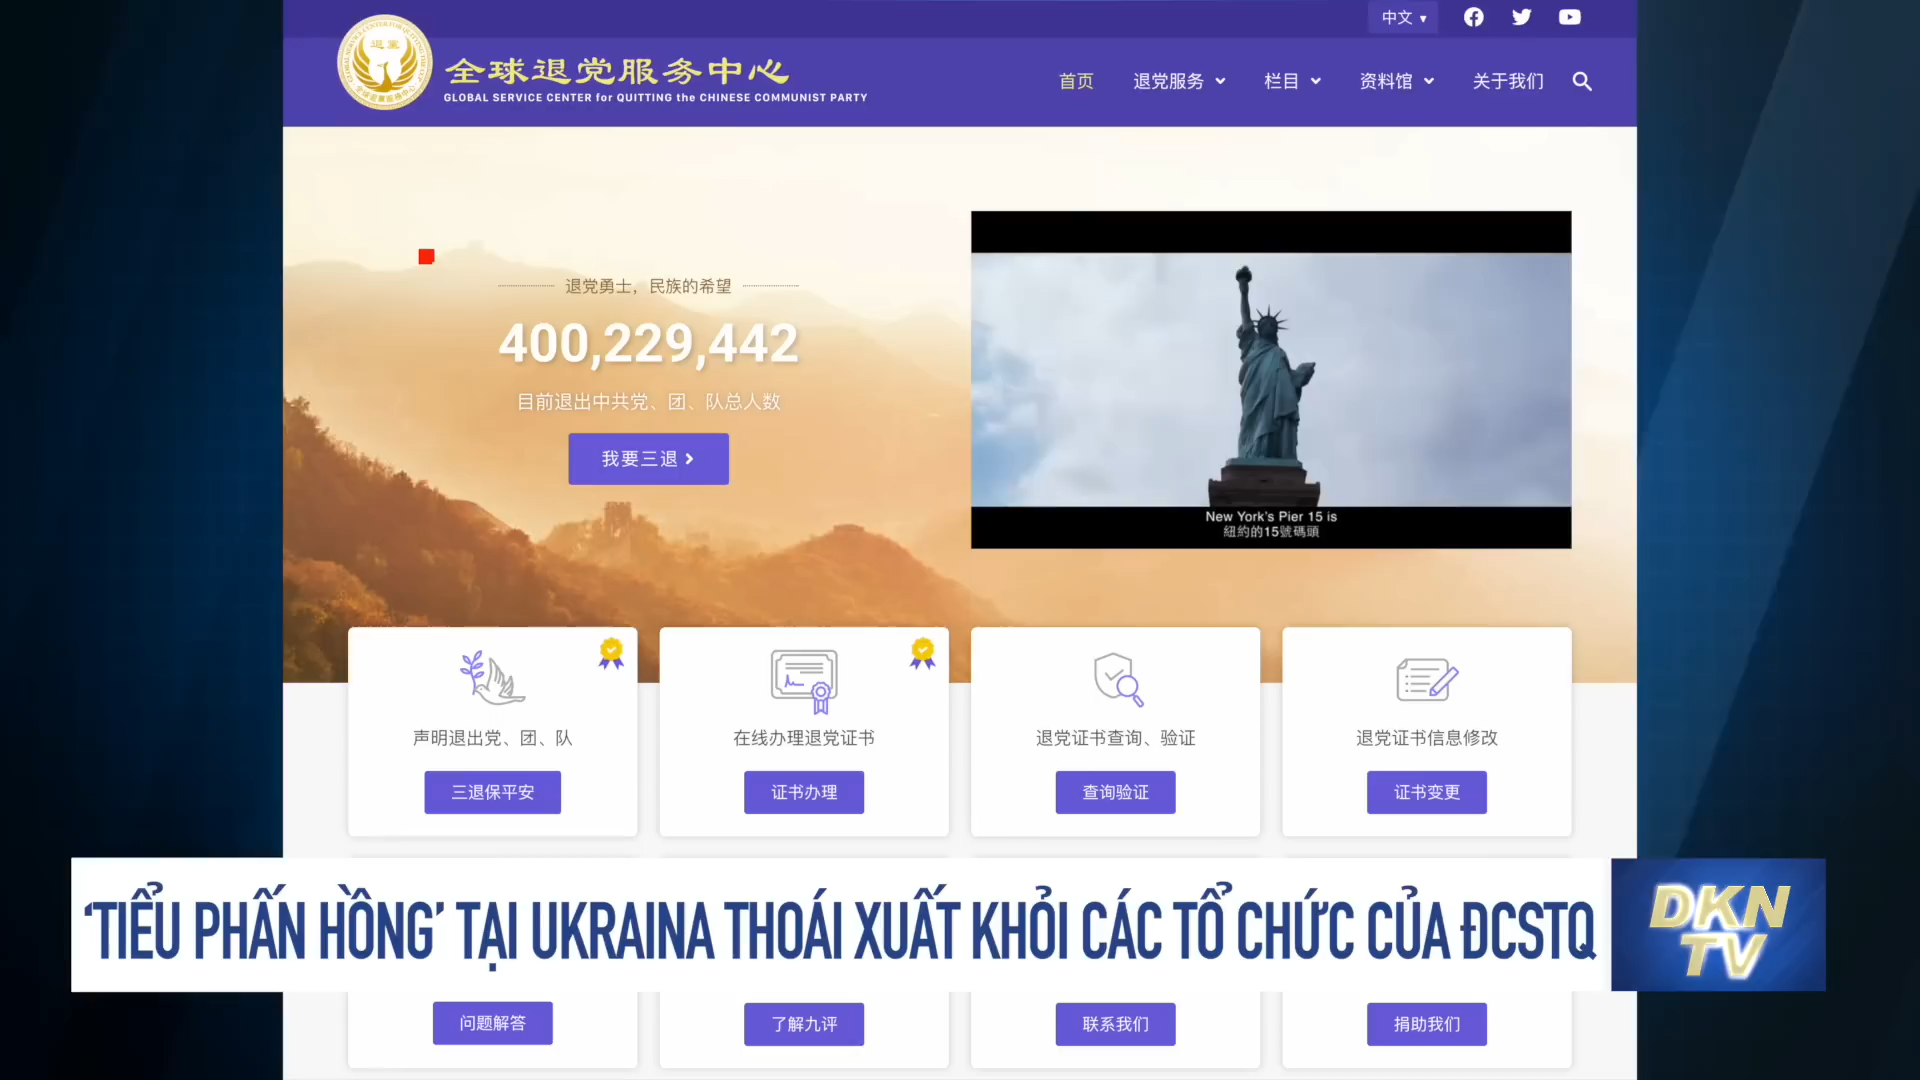 中文 ▾
退党
全球退党服务中心
GLOBAL SERVICE CENTER for QUITTING the CHINESE COMMUNIST PARTY
首页 退党服务 栏目 资料馆 关于我们
退党勇士，民族的希望
400,229,442
目前退出中共党、团、队总人数
我要三退
New York's Pier 15 is
紐約的15號碼頭
声明退出党、团、队 在线办理退党证书 退党证书查询、验证 退党证书信息修改
三退保平安 证书办理 查询验证 证书变更
'TIỂU PHẤN HỒNG' TẠI UKRAINA THOÁI XUẤT KHỎI CÁC TỔ CHỨC CỦA ĐCSTQ
DKN
TV
问题解答 了解九评 联系我们 捐助我们